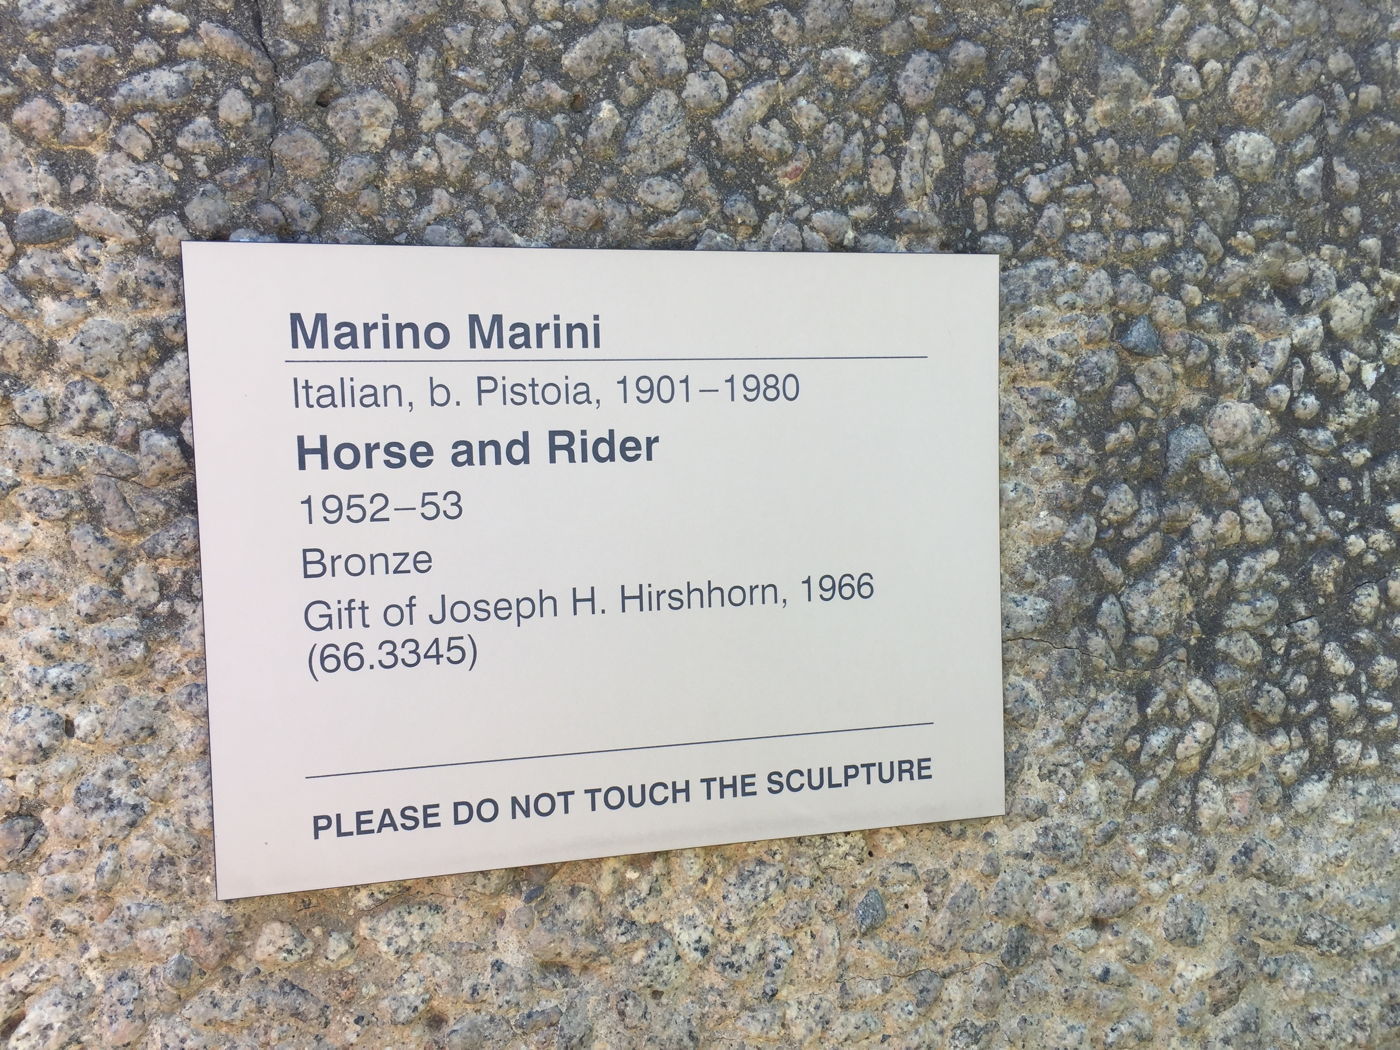 Marino Marini
Italian, b. Pistoia, 1901–1980
Horse and Rider
1952–53
Bronze
Gift of Joseph H. Hirshhorn, 1966
(66.3345)
PLEASE DO NOT TOUCH THE SCULPTURE